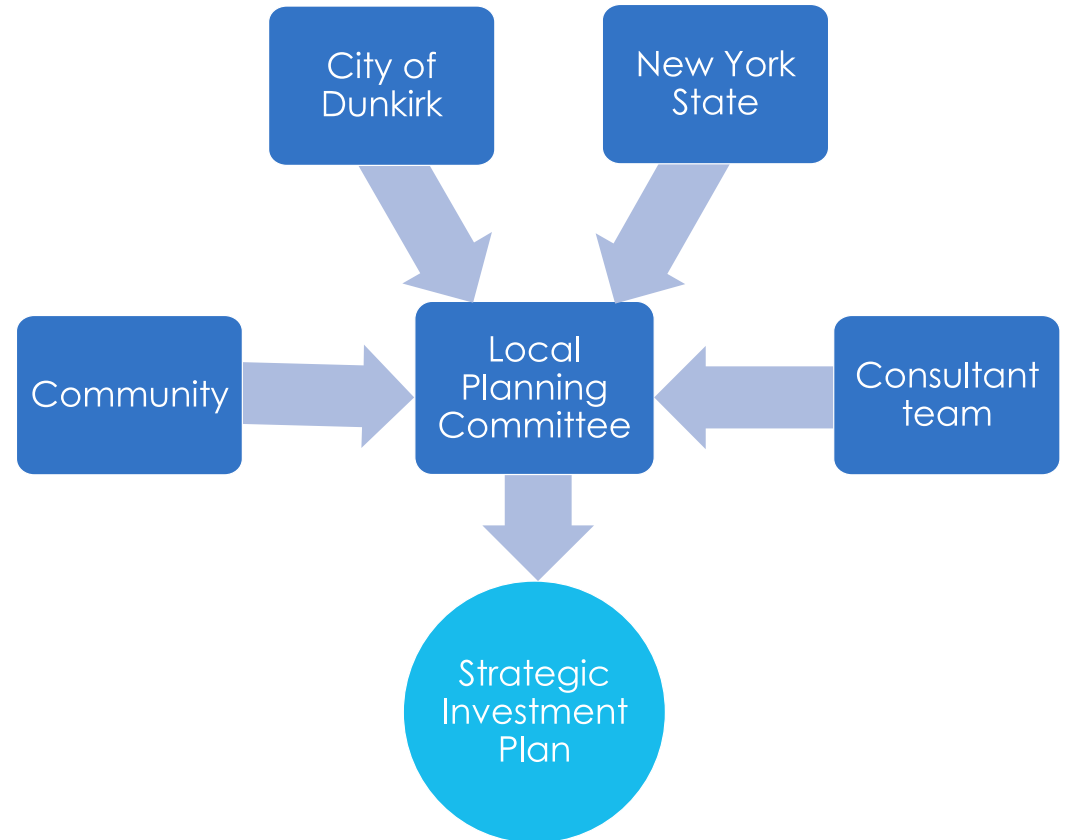 City of
Dunkirk
New York
State
Community
Local
Planning
Committee
Consultant
team
Strategic
Investment
Plan